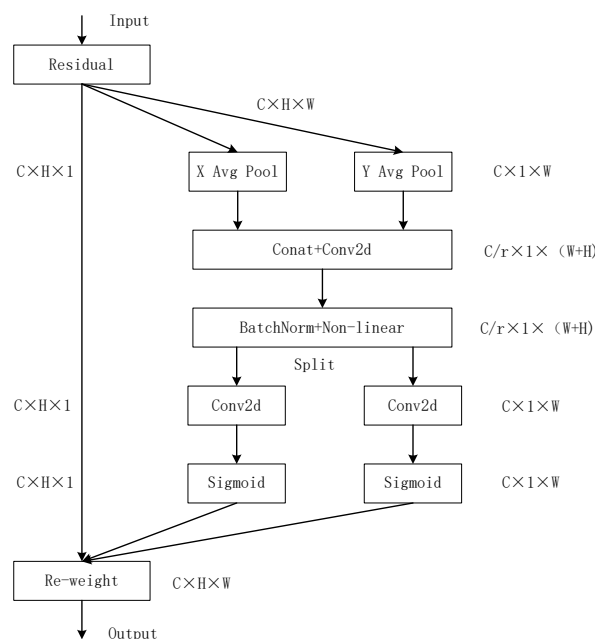 Input
Residual
C×H×W
C×H×1
X Avg Pool
Y Avg Pool
C×1×W
Conat+Conv2d
C/r×1×（W+H)
BatchNorm+Non-linear
C/r×1×（W+H)
Split
C×H×1
Conv2d
Conv2d
C×1×W
C×H×1
Sigmoid
Sigmoid
C×1×W
Re-weight
C×H×W
Output